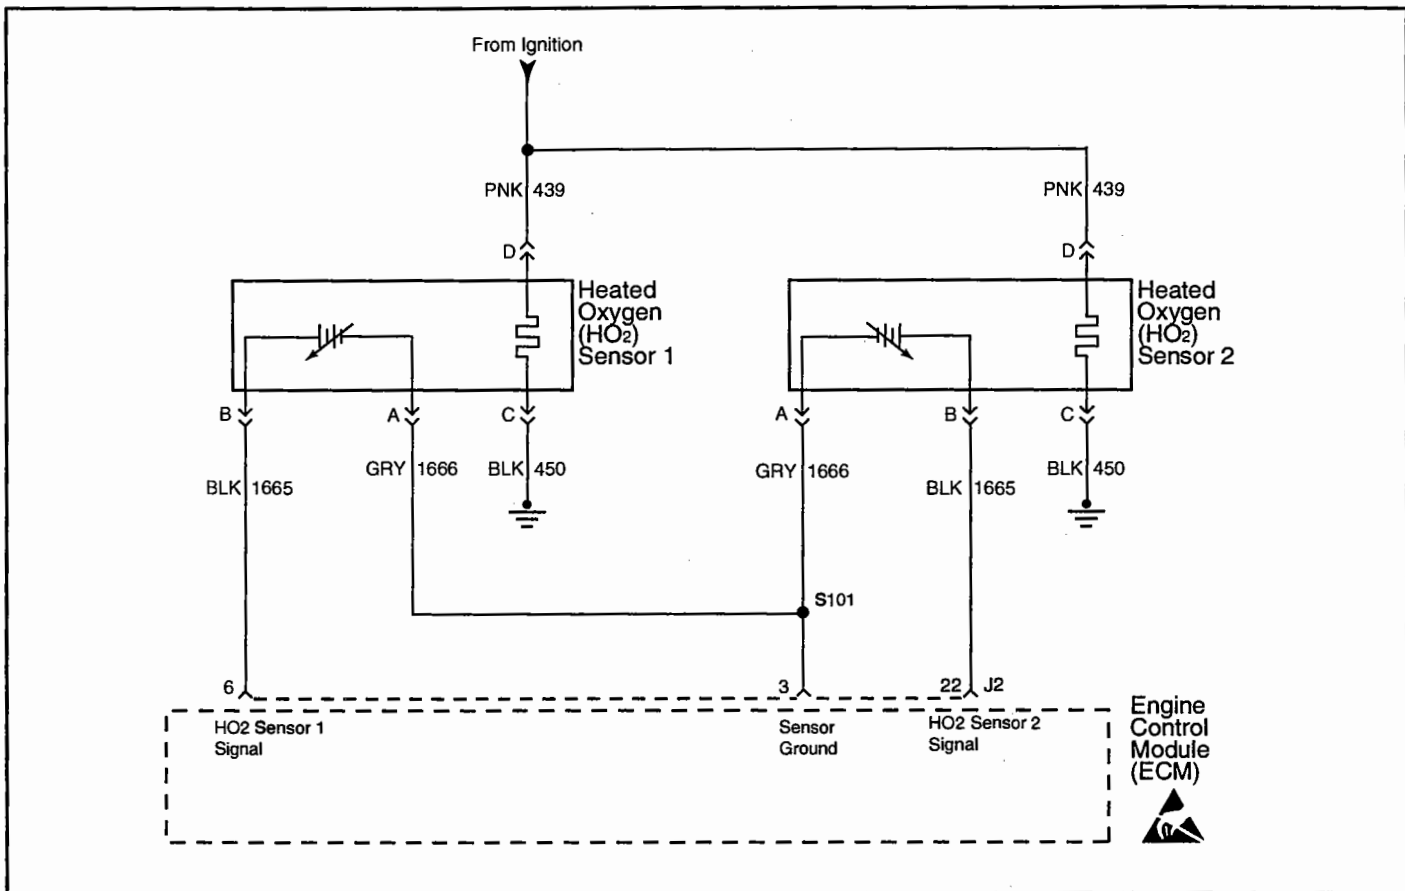 From Ignition
PNK 439
PNK 439
D
D
Heated
Oxygen
(HO2)
Sensor 1
Heated
Oxygen
(HO2)
Sensor 2
B
A
C
A
B
C
BLK 1665
GRY 1666
BLK 450
GRY 1666
BLK 1665
BLK 450
S101
6
3
22 J2
HO2 Sensor 1
Signal
Sensor
Ground
HO2 Sensor 2
Signal
Engine
Control
Module
(ECM)